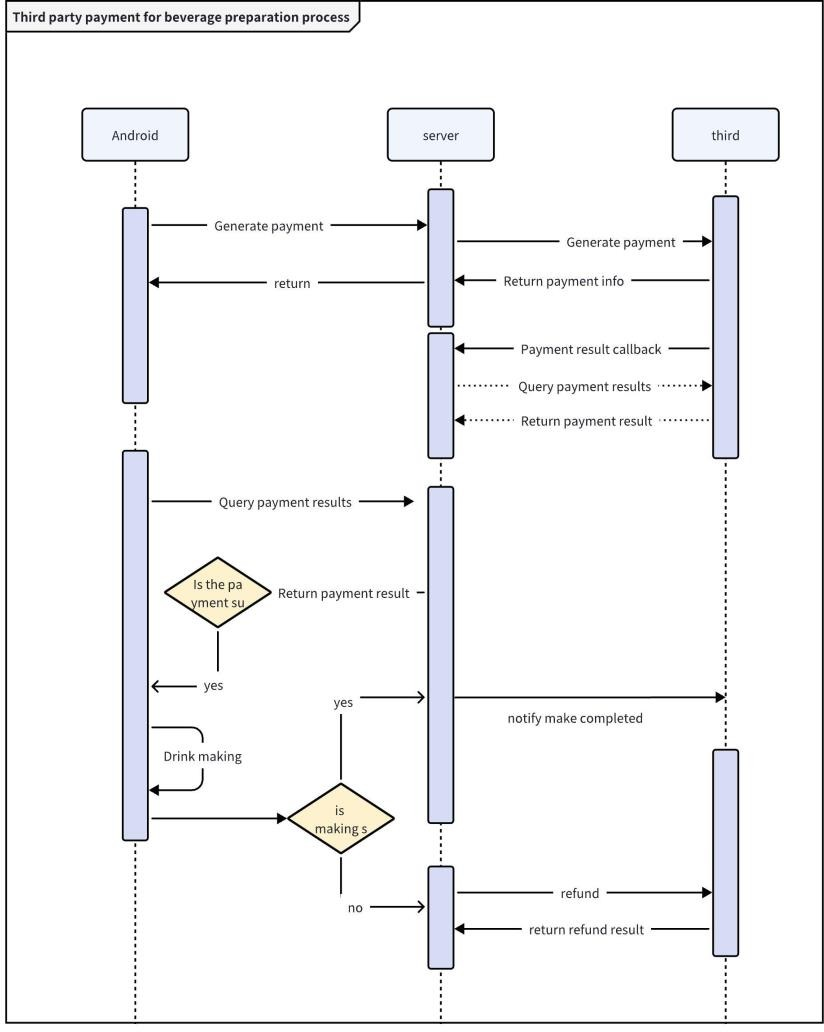 Third party payment for beverage preparation process
Android
server
third
Generate payment
Generate payment
Return payment info
return
Payment result callback
Query payment results
Return payment result
Query payment results
Is the pa
yment su
Return payment result
yes
yes
notify make completed
Drink making
is
making s
refund
no
return refund result